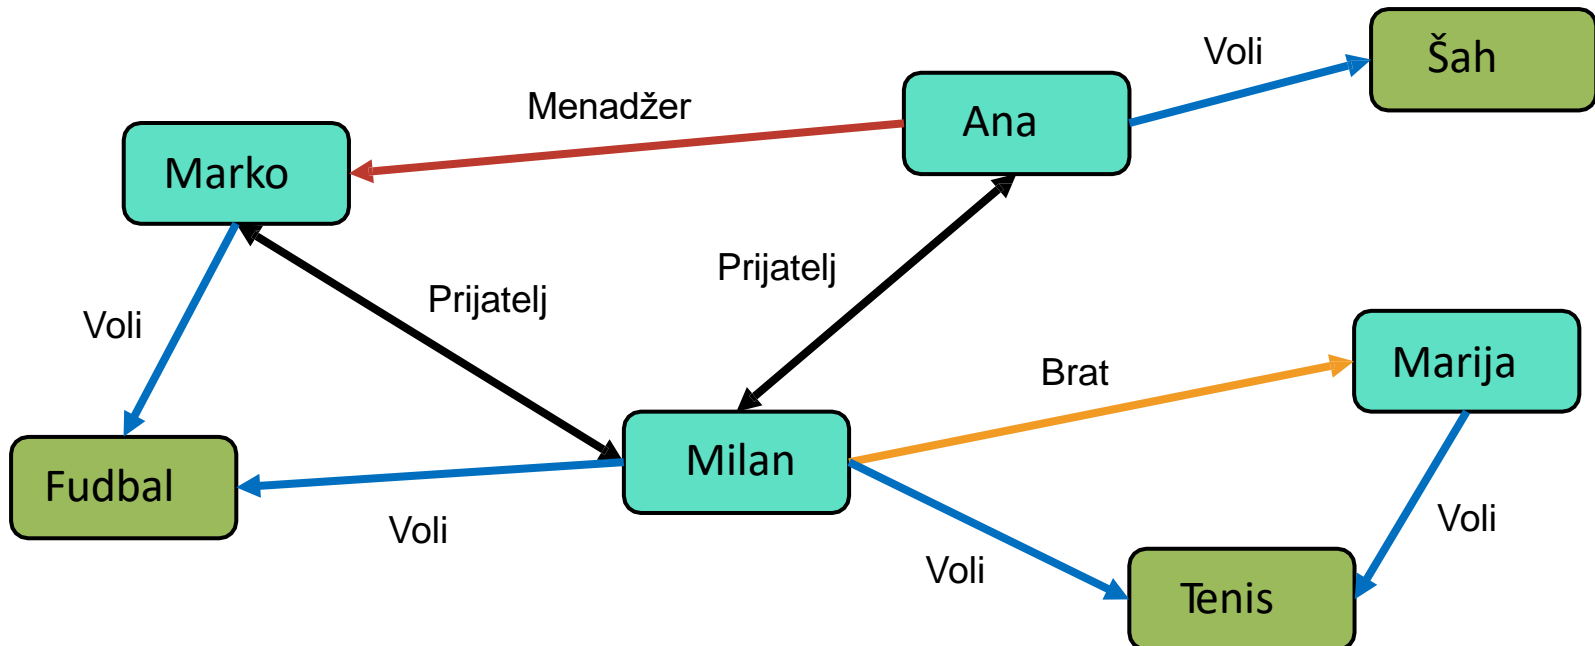 Šah
Voli
Menadžer
Ana
Marko
Prijatelj
Prijatelj
Voli
Brat
Marija
Milan
Fudbal
Voli
Voli
Voli
Tenis